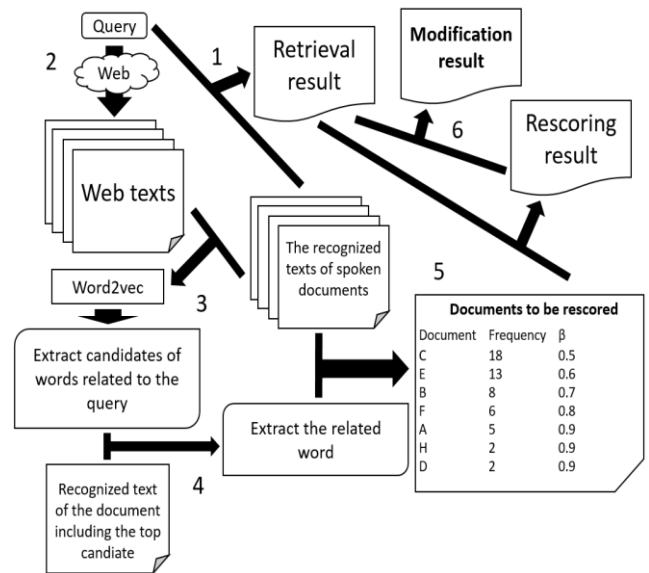 Query
2
Web
Web texts
Word2vec
3
Extract candidates of
words related to the
query
Recognized text
of the document
including the top
candiate
4
Extract the related
word
1
Retrieval
result
The recognized
texts of spoken
documents
Modification
result
6
Rescoring
result
5
Documents to be rescored
Document Frequency β
C 18 0.5
E 13 0.6
B 8 0.7
F 6 0.8
A 5 0.9
H 2 0.9
D 2 0.9